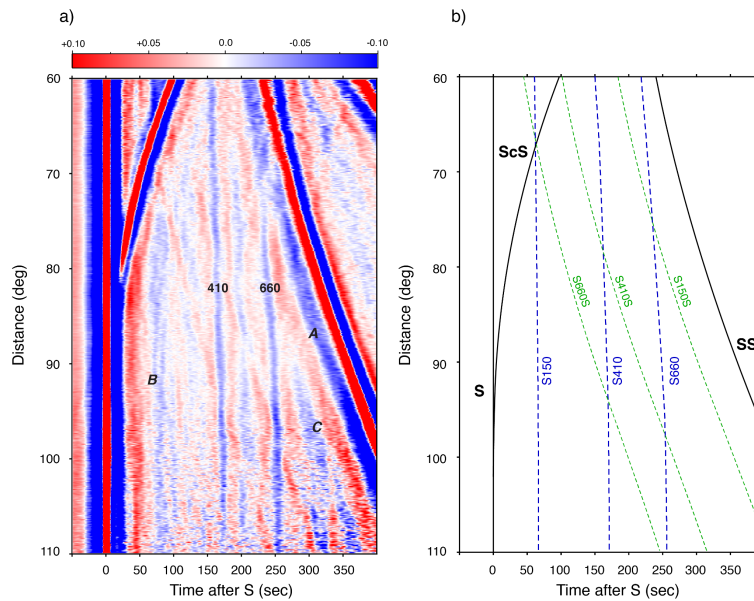 a)
b)
+0.10 +0.05 0.0 -0.05 -0.10
60
70
80
90
100
110
Distance (deg)
410
660
A
B
C
0 50 100 150 200 250 300 350
Time after S (sec)
60
70
80
90
100
110
Distance (deg)
ScS
S660S
S410S
S150S
SS
S
S150
S410
S660
0 50 100 150 200 250 300 350
Time after S (sec)